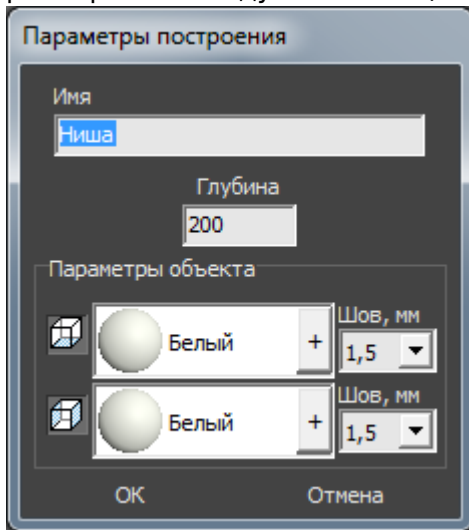 Параметры построения
Имя
Ниша
Глубина
200
Параметры объекта
Шов, мм
Белый + 1,5
Шов, мм
Белый + 1,5
ОК Отмена